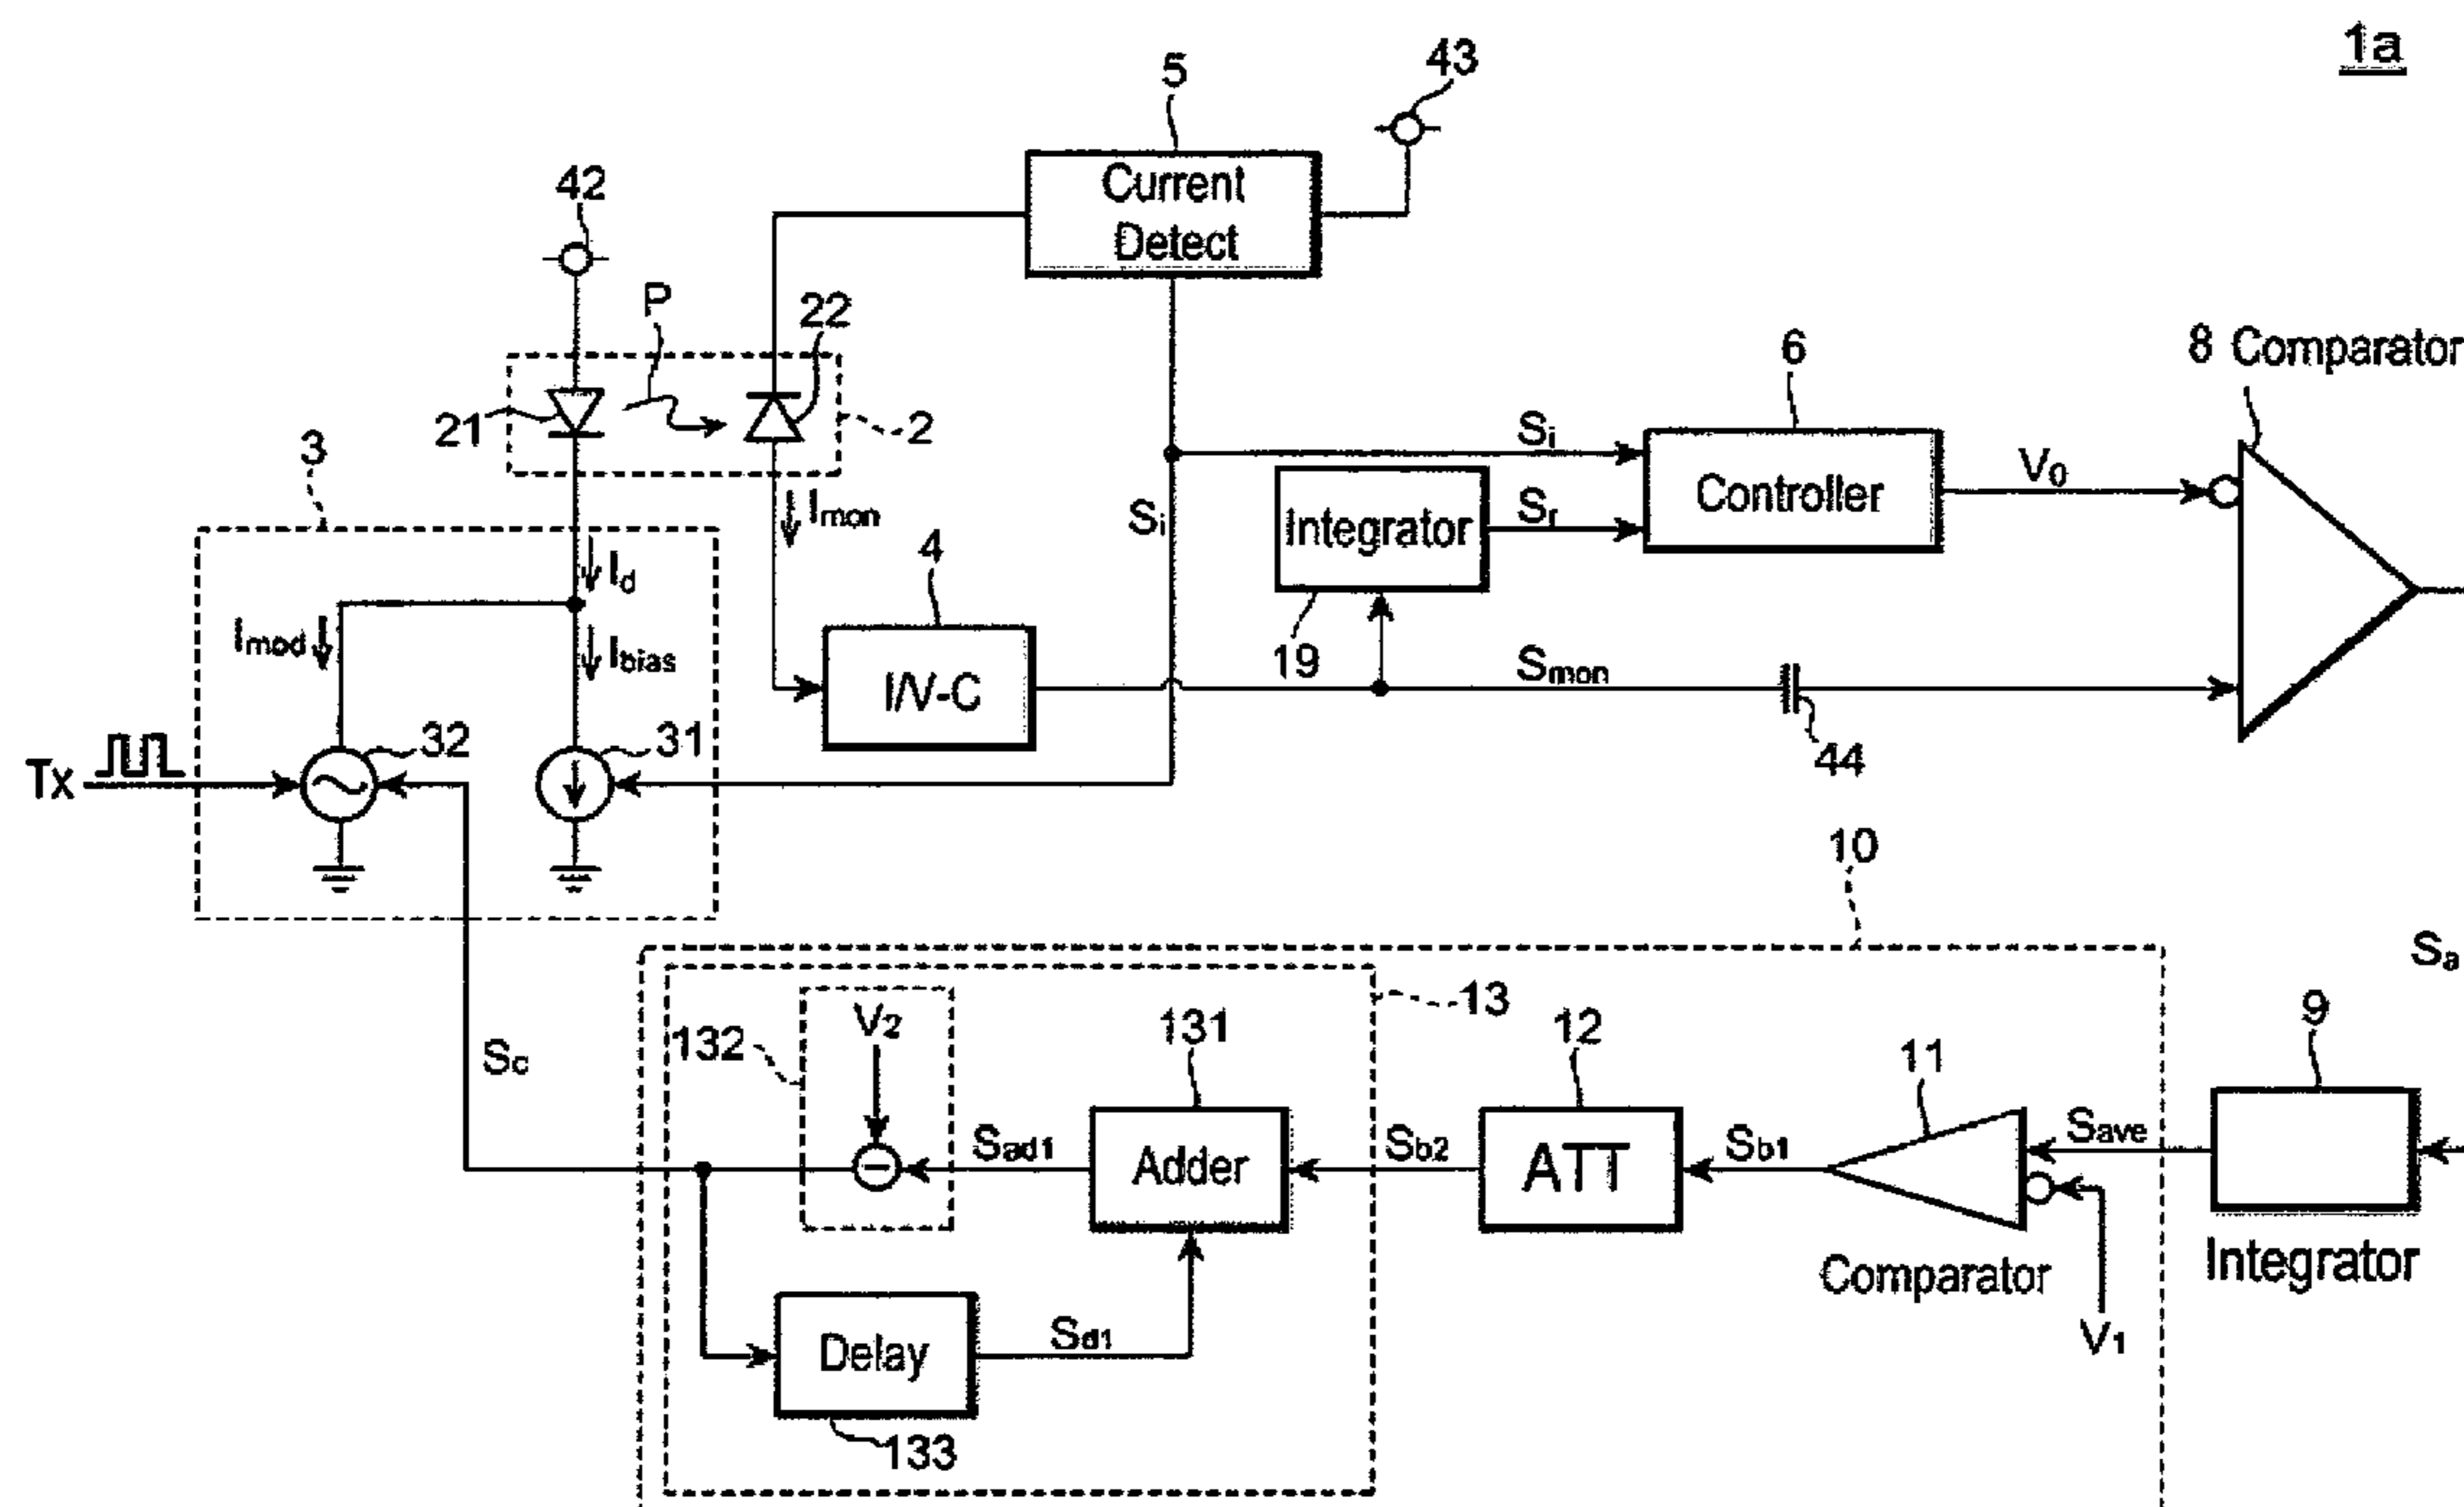 1a
43
5
Current
Detect
42
P
22
8 Comparator
6
21
2
Si
Controller
V0
3
Imon
Si
Integrator
Sr
Id
4
Imod
Ibias
19
Smon
I/V-C
32
31
44
Tx
10
Sa
V2
13
132
131
12
9
Sc
11
Save
Sad1
Adder
Sb2
ATT
Sb1
Comparator
Integrator
Delay
Sd1
V1
133